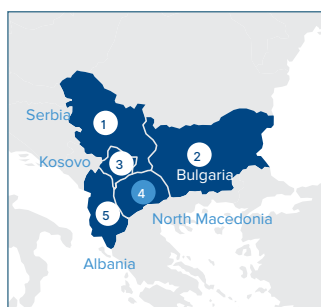 Serbia
1
Kosovo
3
2
Bulgaria
4
5
North Macedonia
Albania